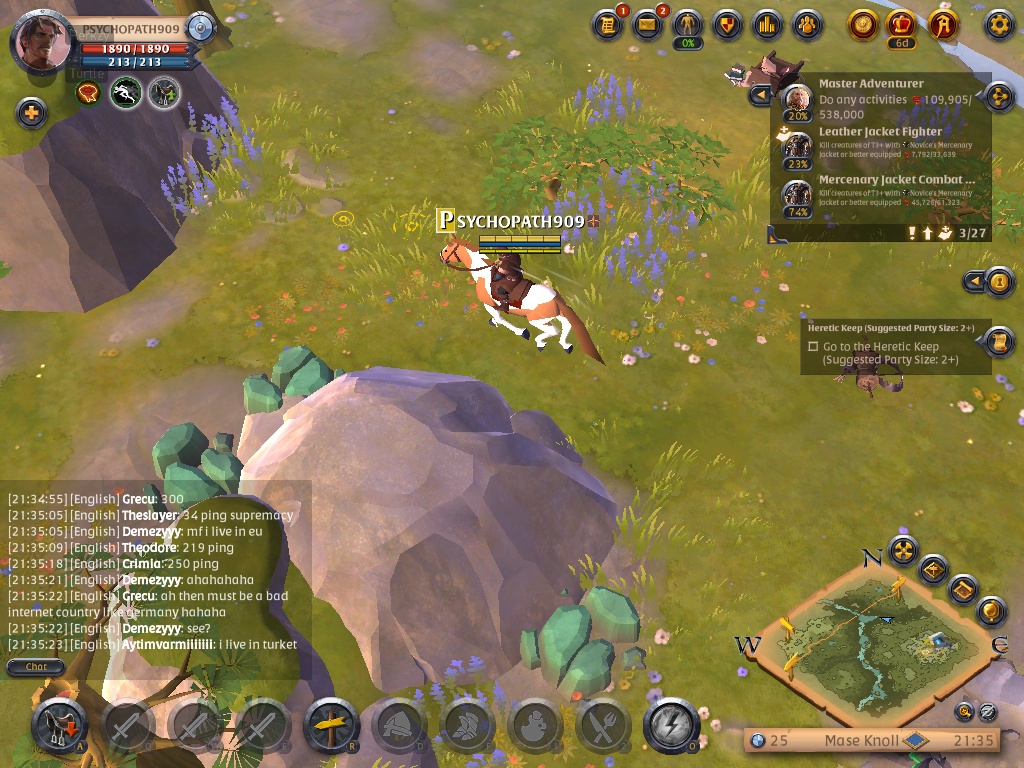 PSYCHOPATH909
1890 / 1890
213 / 213
Turtle
1
2
0%
6d
Master Adventurer
Do any activities 109,905/
538,000
20%
Leather Jacket Fighter
Kill creatures of T3+ with Novice's Mercenary
Jacket or better equipped 7,792/33,639
23%
Mercenary Jacket Combat ...
Kill creatures of T3+ with Novice's Mercenary
Jacket or better equipped 45,728/61,323
74%
3/27
PSYCHOPATH909
Heretic Keep (Suggested Party Size: 2+)
Go to the Heretic Keep
(Suggested Party Size: 2+)
[21:34:55] [English] Grecu: 300
[21:35:05] [English] Theslayer: 34 ping supremacy
[21:35:05] [English] Demezyyy: mf i live in eu
[21:35:09] [English] Theodore: 219 ping
[21:35:18] [English] Crimia: 250 ping
[21:35:21] [English] Demezyyy: ahahahaha
[21:35:22] [English] Grecu: ah then must be a bad
internet country like germany hahaha
[21:35:22] [English] Demezyyy: see?
[21:35:23] [English] Aytimvarmiiiiiii: i live in turket
Chat
N
W
E
A
Q
W
E
R
D
F
O
25 Mase Knoll 21:35